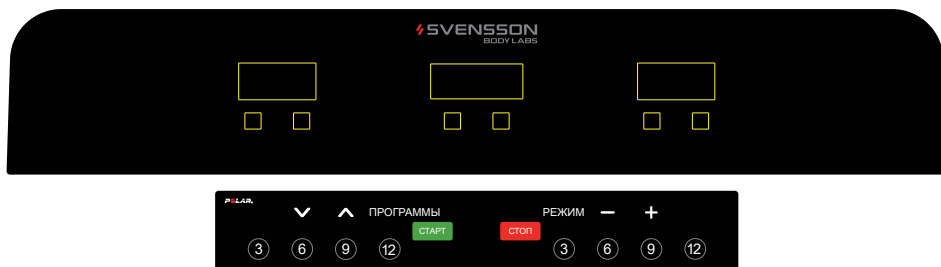 SVENSSON
BODY LABS
POLAR.
ПРОГРАММЫ РЕЖИМ − +
СТАРТ СТОП
3 6 9 12 3 6 9 12